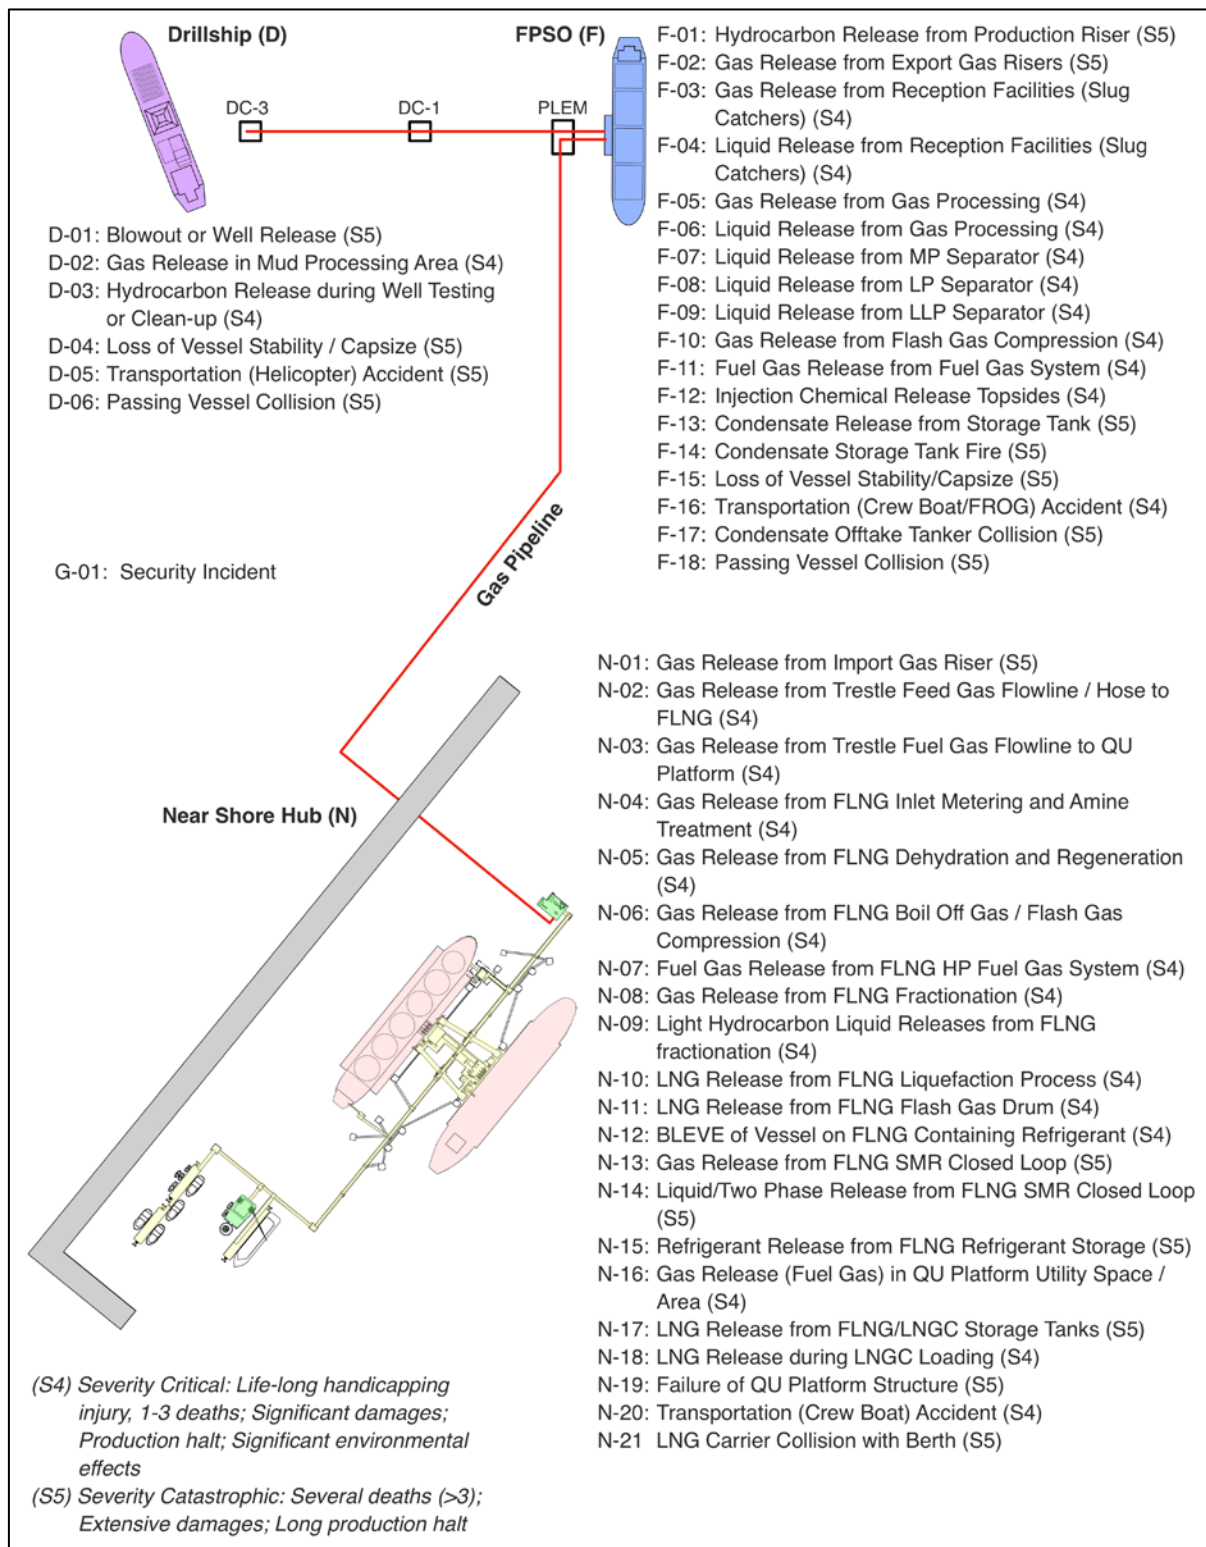 Drillship (D)
FPSO (F)
DC-3
DC-1
PLEM
D-01: Blowout or Well Release (S5)
D-02: Gas Release in Mud Processing Area (S4)
D-03: Hydrocarbon Release during Well Testing
or Clean-up (S4)
D-04: Loss of Vessel Stability / Capsize (S5)
D-05: Transportation (Helicopter) Accident (S5)
D-06: Passing Vessel Collision (S5)
F-01: Hydrocarbon Release from Production Riser (S5)
F-02: Gas Release from Export Gas Risers (S5)
F-03: Gas Release from Reception Facilities (Slug
Catchers) (S4)
F-04: Liquid Release from Reception Facilities (Slug
Catchers) (S4)
F-05: Gas Release from Gas Processing (S4)
F-06: Liquid Release from Gas Processing (S4)
F-07: Liquid Release from MP Separator (S4)
F-08: Liquid Release from LP Separator (S4)
F-09: Liquid Release from LLP Separator (S4)
F-10: Gas Release from Flash Gas Compression (S4)
F-11: Fuel Gas Release from Fuel Gas System (S4)
F-12: Injection Chemical Release Topsides (S4)
F-13: Condensate Release from Storage Tank (S5)
F-14: Condensate Storage Tank Fire (S5)
F-15: Loss of Vessel Stability/Capsize (S5)
F-16: Transportation (Crew Boat/FROG) Accident (S4)
F-17: Condensate Offtake Tanker Collision (S5)
F-18: Passing Vessel Collision (S5)
Gas Pipeline
G-01: Security Incident
Near Shore Hub (N)
N-01: Gas Release from Import Gas Riser (S5)
N-02: Gas Release from Trestle Feed Gas Flowline / Hose to
FLNG (S4)
N-03: Gas Release from Trestle Fuel Gas Flowline to QU
Platform (S4)
N-04: Gas Release from FLNG Inlet Metering and Amine
Treatment (S4)
N-05: Gas Release from FLNG Dehydration and Regeneration
(S4)
N-06: Gas Release from FLNG Boil Off Gas / Flash Gas
Compression (S4)
N-07: Fuel Gas Release from FLNG HP Fuel Gas System (S4)
N-08: Gas Release from FLNG Fractionation (S4)
N-09: Light Hydrocarbon Liquid Releases from FLNG
fractionation (S4)
N-10: LNG Release from FLNG Liquefaction Process (S4)
N-11: LNG Release from FLNG Flash Gas Drum (S4)
N-12: BLEVE of Vessel on FLNG Containing Refrigerant (S4)
N-13: Gas Release from FLNG SMR Closed Loop (S5)
N-14: Liquid/Two Phase Release from FLNG SMR Closed Loop
(S5)
N-15: Refrigerant Release from FLNG Refrigerant Storage (S5)
N-16: Gas Release (Fuel Gas) in QU Platform Utility Space /
Area (S4)
N-17: LNG Release from FLNG/LNGC Storage Tanks (S5)
N-18: LNG Release during LNGC Loading (S4)
N-19: Failure of QU Platform Structure (S5)
N-20: Transportation (Crew Boat) Accident (S4)
N-21 LNG Carrier Collision with Berth (S5)
(S4) Severity Critical: Life-long handicapping
injury, 1-3 deaths; Significant damages;
Production halt; Significant environmental
effects
(S5) Severity Catastrophic: Several deaths (>3);
Extensive damages; Long production halt